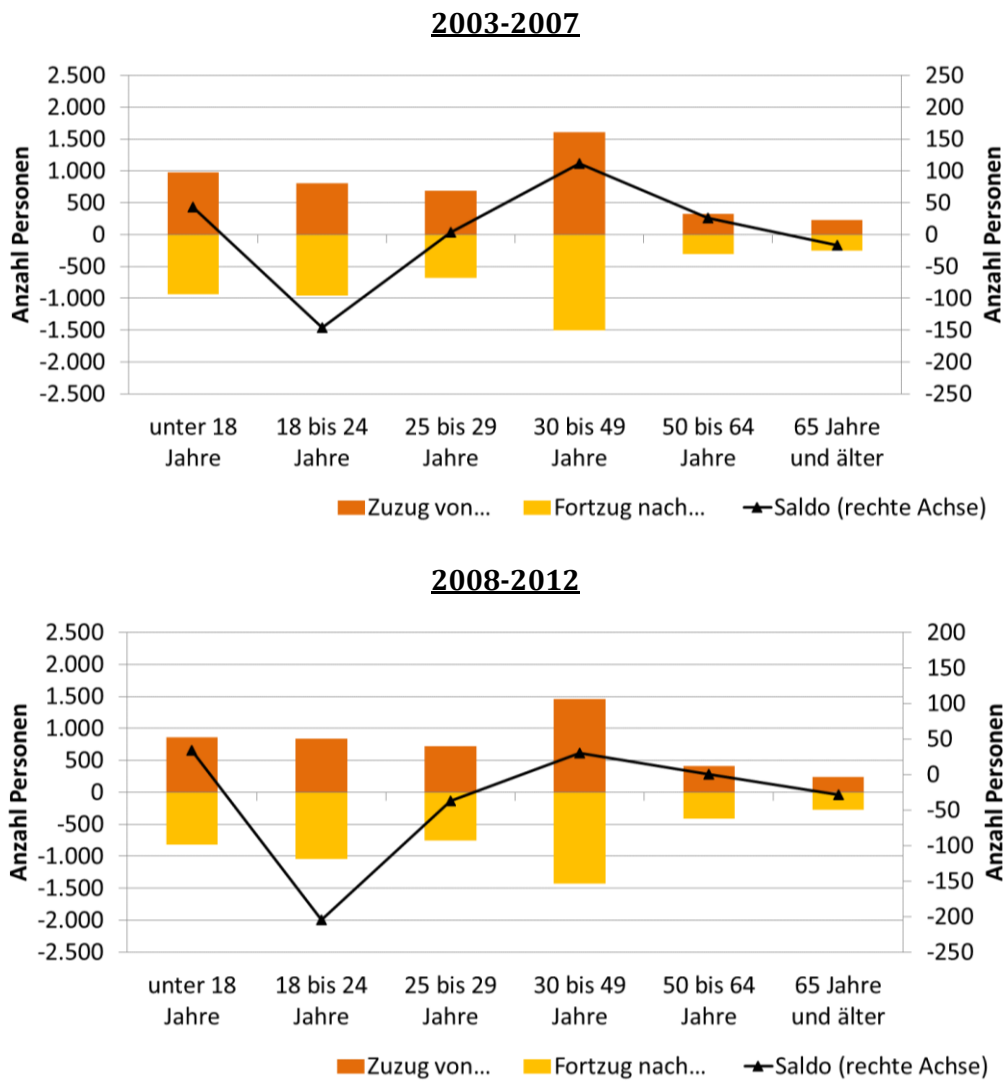 2003-2007
2.500
2.000
1.500
1.000
500
0
-500
-1.000
-1.500
-2.000
-2.500
Anzahl Personen
250
200
150
100
50
0
-50
-100
-150
-200
-250
Anzahl Personen
unter 18
Jahre
18 bis 24
Jahre
25 bis 29
Jahre
30 bis 49
Jahre
50 bis 64
Jahre
65 Jahre
und älter
Zuzug von... Fortzug nach... Saldo (rechte Achse)
2008-2012
2.500
2.000
1.500
1.000
500
0
-500
-1.000
-1.500
-2.000
-2.500
Anzahl Personen
200
150
100
50
0
-50
-100
-150
-200
-250
Anzahl Personen
unter 18
Jahre
18 bis 24
Jahre
25 bis 29
Jahre
30 bis 49
Jahre
50 bis 64
Jahre
65 Jahre
und älter
Zuzug von... Fortzug nach... Saldo (rechte Achse)